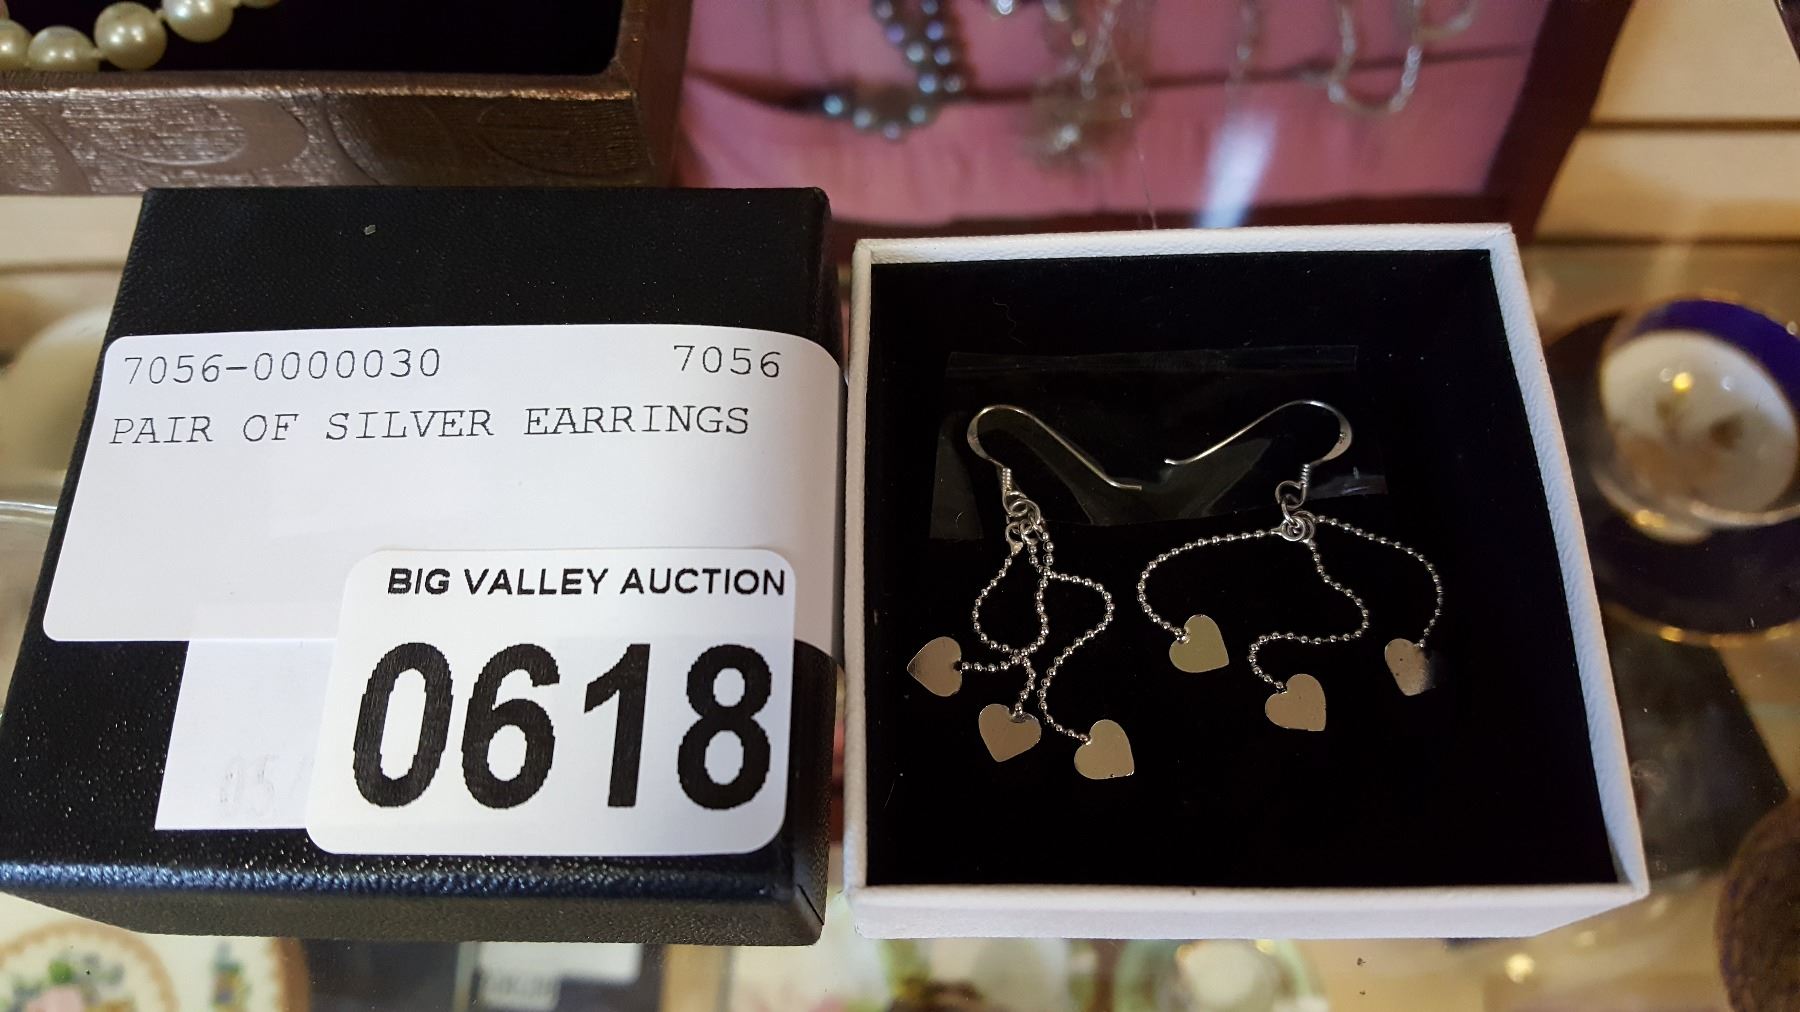 7056-0000030 7056
PAIR OF SILVER EARRINGS
BIG VALLEY AUCTION
0618